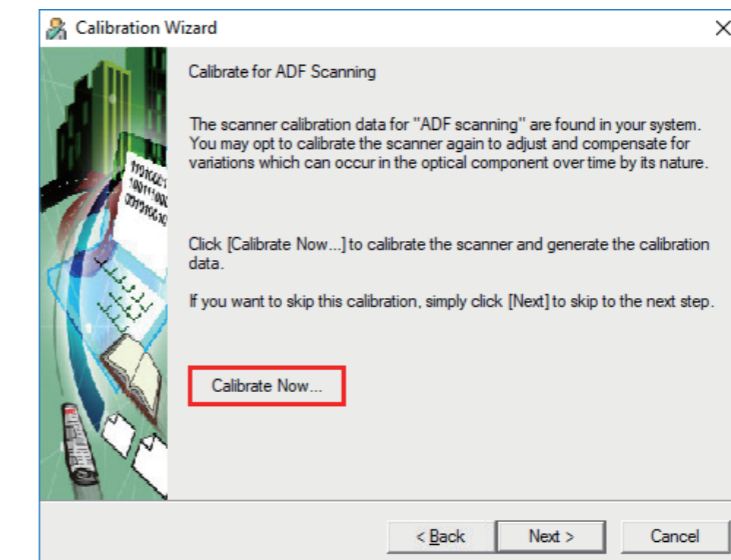 Calibration Wizard
Calibrate for ADF Scanning
The scanner calibration data for "ADF scanning" are found in your system.
You may opt to calibrate the scanner again to adjust and compensate for
variations which can occur in the optical component over time by its nature.
Click [Calibrate Now...] to calibrate the scanner and generate the calibration
data.
If you want to skip this calibration, simply click [Next] to skip to the next step.
Calibrate Now...
< Back
Next >
Cancel